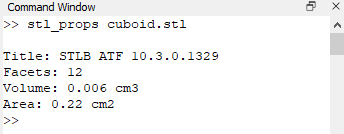 Command Window
>> stl_props cuboid.stl
Title: STLB ATF 10.3.0.1329
Facets: 12
Volume: 0.006 cm3
Area: 0.22 cm2
>>